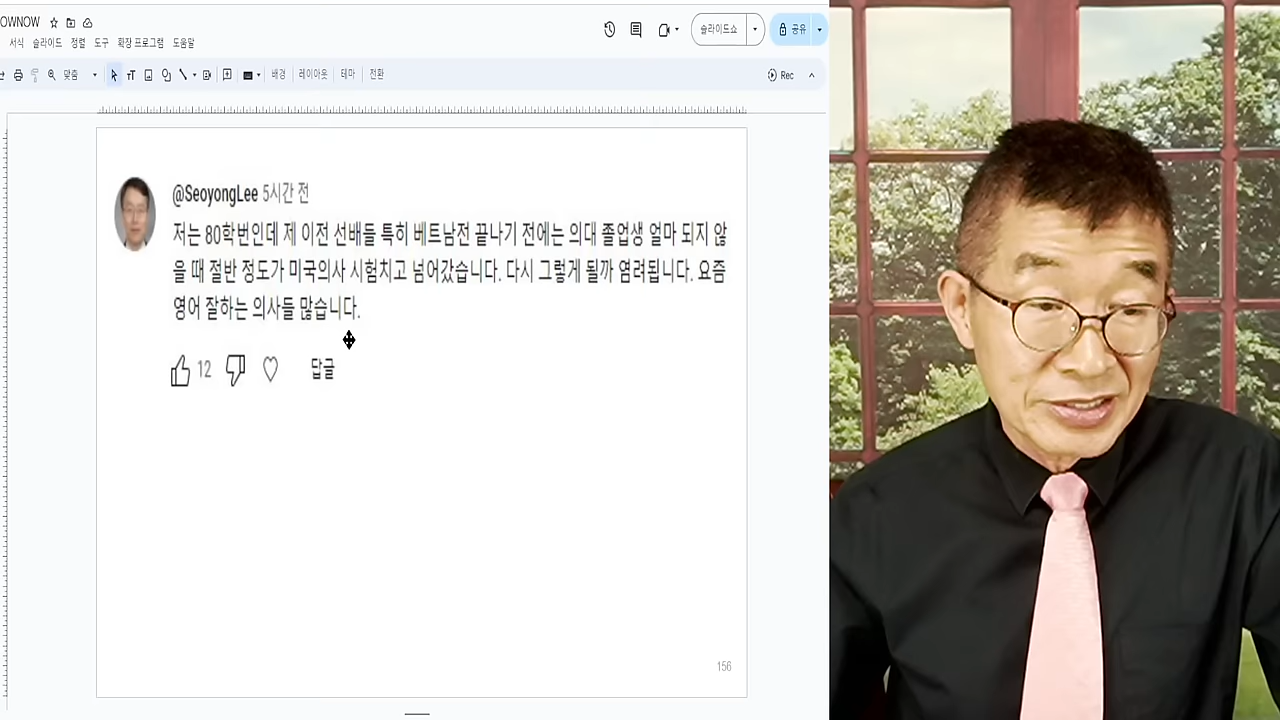 OWNOW
서식 슬라이드 정렬 도구 확장 프로그램 도움말
슬라이드쇼
공유
맞춤
배경 레이아웃 테마 전환
Rec
@SeoyongLee 5시간 전
저는 80학번인데 제 이전 선배들 특히 베트남전 끝나기 전에는 의대 졸업생 얼마 되지 않
을 때 절반 정도가 미국의사 시험치고 넘어갔습니다. 다시 그렇게 될까 염려됩니다. 요즘
영어 잘하는 의사들 많습니다.
12
답글
156